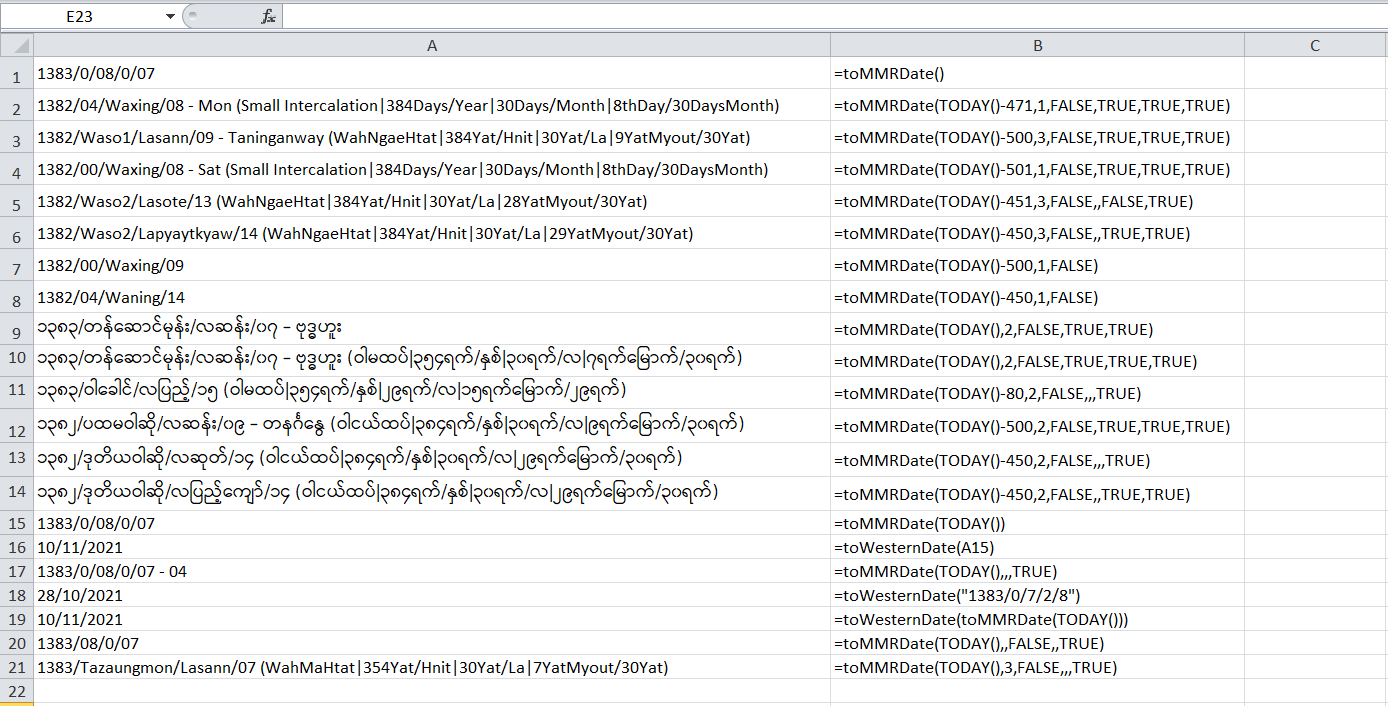 E23 fx
A B C
1 1383/0/08/0/07 =toMMRDate()
2 1382/04/Waxing/08 - Mon (Small Intercalation|384Days/Year|30Days/Month|8thDay/30DaysMonth) =toMMRDate(TODAY()-471,1,FALSE,TRUE,TRUE,TRUE)
3 1382/Waso1/Lasann/09 - Taninganway (WahNgaeHtat|384Yat/Hnit|30Yat/La|9YatMyout/30Yat) =toMMRDate(TODAY()-500,3,FALSE,TRUE,TRUE,TRUE)
4 1382/00/Waxing/08 - Sat (Small Intercalation|384Days/Year|30Days/Month|8thDay/30DaysMonth) =toMMRDate(TODAY()-501,1,FALSE,TRUE,TRUE,TRUE)
5 1382/Waso2/Lasote/13 (WahNgaeHtat|384Yat/Hnit|30Yat/La|28YatMyout/30Yat) =toMMRDate(TODAY()-451,3,FALSE,,FALSE,TRUE)
6 1382/Waso2/Lapyaytkyaw/14 (WahNgaeHtat|384Yat/Hnit|30Yat/La|29YatMyout/30Yat) =toMMRDate(TODAY()-450,3,FALSE,,TRUE,TRUE)
7 1382/00/Waxing/09 =toMMRDate(TODAY()-500,1,FALSE)
8 1382/04/Waning/14 =toMMRDate(TODAY()-450,1,FALSE)
9 ၁၃၈၃/တန်ဆောင်မုန်း/လဆန်း/၀၇ – ဗုဒ္ဓဟူး =toMMRDate(TODAY(),2,FALSE,TRUE,TRUE)
10 ၁၃၈၃/တန်ဆောင်မုန်း/လဆန်း/၀၇ – ဗုဒ္ဓဟူး (ဝါမထပ်|၃၅၄ရက်/နှစ်|၃၀ရက်/လ|၇ရက်မြောက်/၃၀ရက်) =toMMRDate(TODAY(),2,FALSE,TRUE,TRUE,TRUE)
11 ၁၃၈၃/ဝါခေါင်/လပြည့်/၁၅ (ဝါမထပ်|၃၅၄ရက်/နှစ်|၂၉ရက်/လ|၁၅ရက်မြောက်/၂၉ရက်) =toMMRDate(TODAY()-80,2,FALSE,,,TRUE)
12 ၁၃၈၂/ပထမဝါဆို/လဆန်း/၀၉ – တနင်္ဂနွေ (ဝါငယ်ထပ်|၃၈၄ရက်/နှစ်|၃၀ရက်/လ|၉ရက်မြောက်/၃၀ရက်) =toMMRDate(TODAY()-500,2,FALSE,TRUE,TRUE,TRUE)
13 ၁၃၈၂/ဒုတိယဝါဆို/လဆုတ်/၁၄ (ဝါငယ်ထပ်|၃၈၄ရက်/နှစ်|၃၀ရက်/လ|၂၉ရက်မြောက်/၃၀ရက်) =toMMRDate(TODAY()-450,2,FALSE,,,TRUE)
14 ၁၃၈၂/ဒုတိယဝါဆို/လပြည့်ကျော်/၁၄ (ဝါငယ်ထပ်|၃၈၄ရက်/နှစ်|၃၀ရက်/လ|၂၉ရက်မြောက်/၃၀ရက်) =toMMRDate(TODAY()-450,2,FALSE,,TRUE,TRUE)
15 1383/0/08/0/07 =toMMRDate(TODAY())
16 10/11/2021 =toWesternDate(A15)
17 1383/0/08/0/07 - 04 =toMMRDate(TODAY(),,,TRUE)
18 28/10/2021 =toWesternDate("1383/0/7/2/8")
19 10/11/2021 =toWesternDate(toMMRDate(TODAY()))
20 1383/08/0/07 =toMMRDate(TODAY(),,FALSE,,TRUE)
21 1383/Tazaungmon/Lasann/07 (WahMaHtat|354Yat/Hnit|30Yat/La|7YatMyout/30Yat) =toMMRDate(TODAY(),3,FALSE,,,TRUE)
22